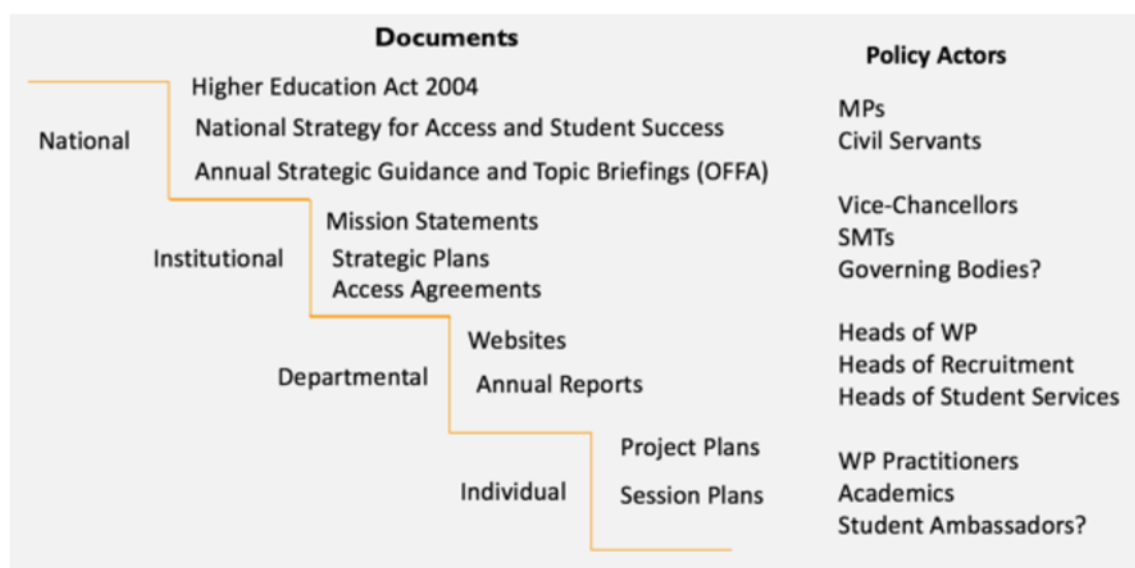 Documents
Policy Actors
National
Higher Education Act 2004
National Strategy for Access and Student Success
Annual Strategic Guidance and Topic Briefings (OFFA)
MPs
Civil Servants
Institutional
Mission Statements
Strategic Plans
Access Agreements
Vice-Chancellors
SMTs
Governing Bodies?
Departmental
Websites
Annual Reports
Heads of WP
Heads of Recruitment
Heads of Student Services
Individual
Project Plans
Session Plans
WP Practitioners
Academics
Student Ambassadors?